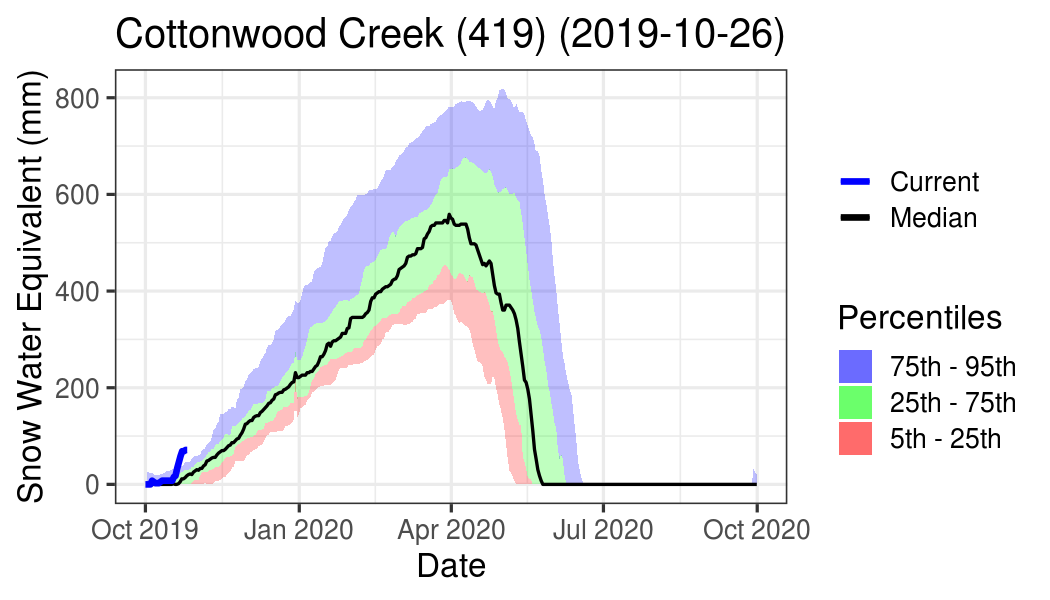 Cottonwood Creek (419) (2019-10-26)
Snow Water Equivalent (mm)
800
600
400
200
0
Oct 2019
Jan 2020
Apr 2020
Jul 2020
Oct 2020
Date
Current
Median
Percentiles
75th - 95th
25th - 75th
5th - 25th